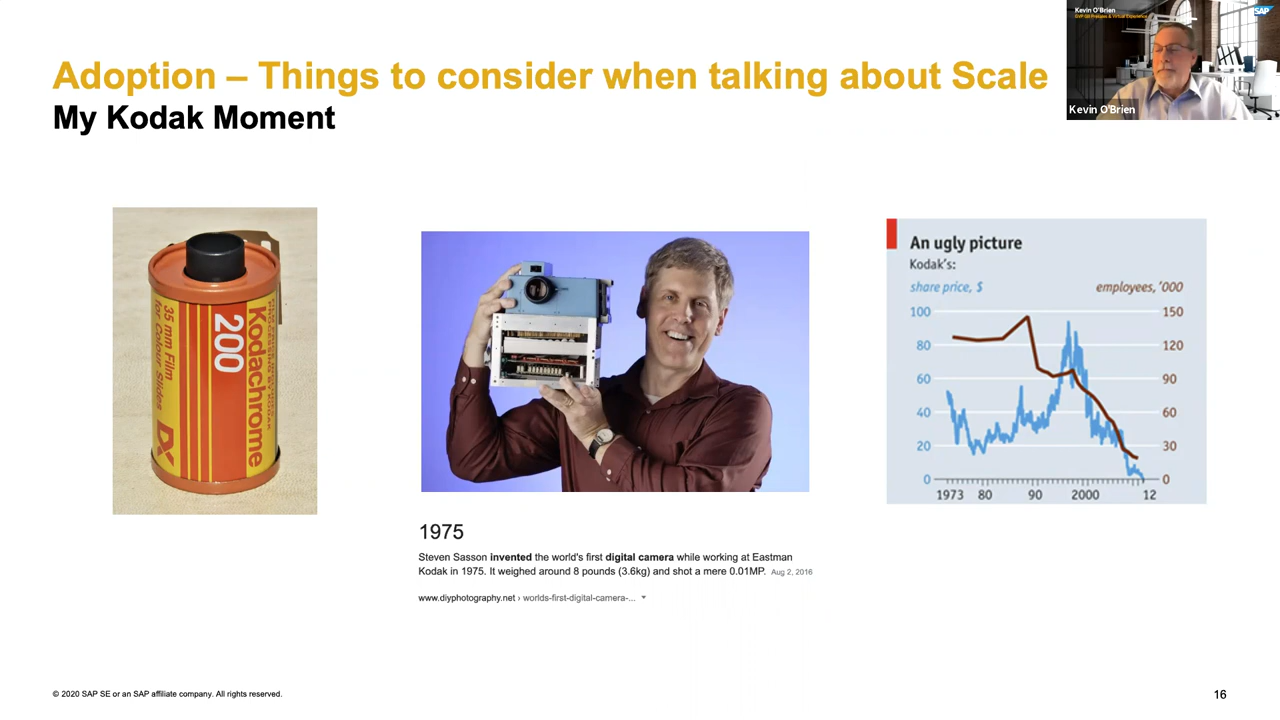 Adoption – Things to consider when talking about Scale
My Kodak Moment
Kevin O'Brien
SAP
Kevin O'Brien
Kodachrome
200
35 mm Film
for Colour Slides
DX
1975
Steven Sasson invented the world's first digital camera while working at Eastman
Kodak in 1975. It weighed around 8 pounds (3.6kg) and shot a mere 0.01MP. Aug 2, 2016
www.diyphotography.net › worlds-first-digital-camera-...
An ugly picture
Kodak's:
share price, $ employees, '000
100 150
80 120
60 90
40 60
20 30
0 0
1973 80 90 2000 12
© 2020 SAP SE or an SAP affiliate company. All rights reserved.
16